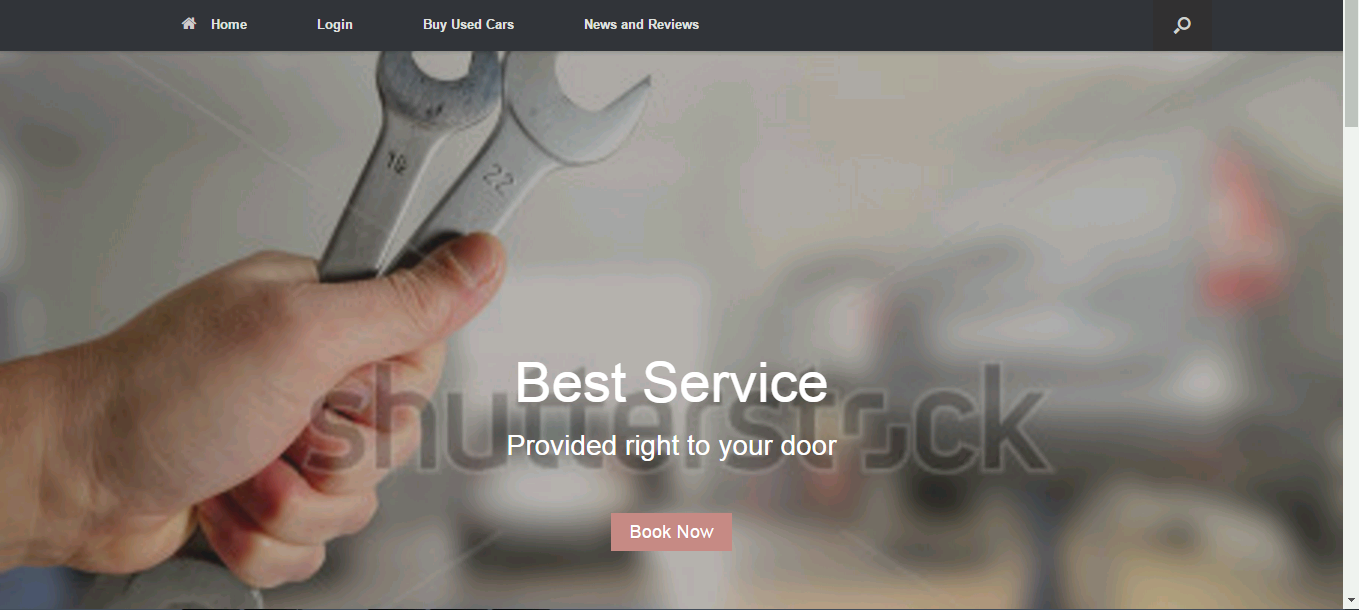 Home Login Buy Used Cars News and Reviews
19
22
Best Service
shutterstock
Provided right to your door
Book Now